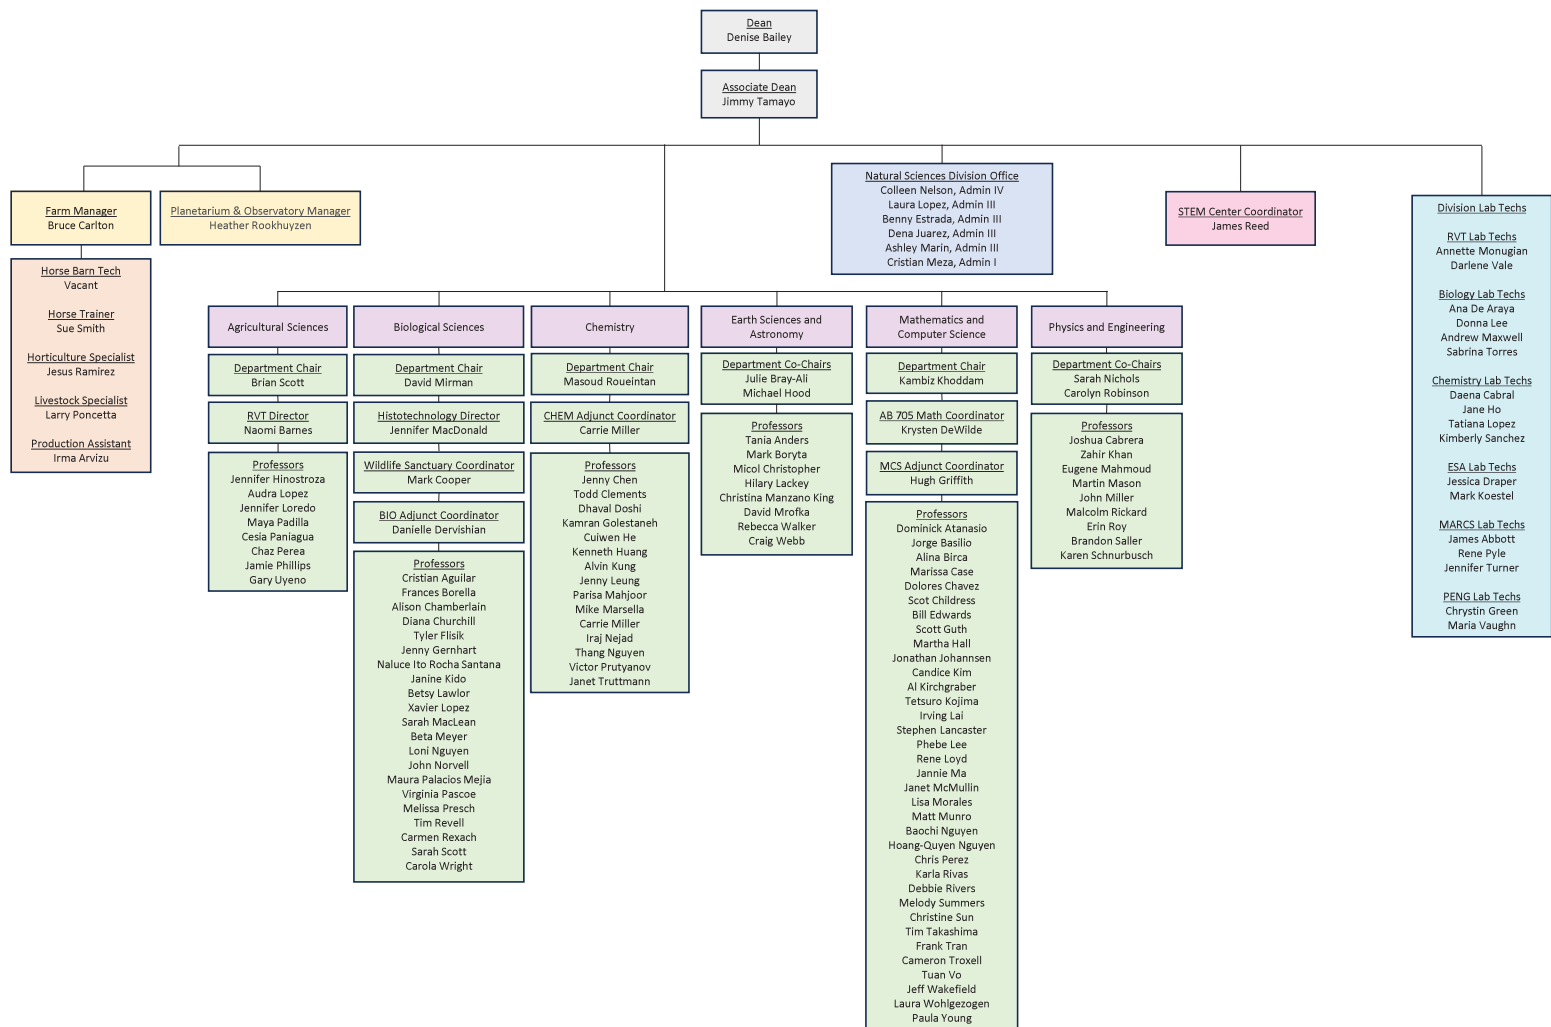 Dean
Denise Bailey
Associate Dean
Jimmy Tamayo
Farm Manager
Bruce Carlton
Planetarium & Observatory Manager
Heather Rookhuyzen
Natural Sciences Division Office
Colleen Nelson, Admin IV
Laura Lopez, Admin III
Benny Estrada, Admin III
Dena Juarez, Admin III
Ashley Marin, Admin III
Cristian Meza, Admin I
STEM Center Coordinator
James Reed
Division Lab Techs
RVT Lab Techs
Annette Monugian
Darlene Vale
Biology Lab Techs
Ana De Araya
Donna Lee
Andrew Maxwell
Sabrina Torres
Chemistry Lab Techs
Daena Cabral
Jane Ho
Tatiana Lopez
Kimberly Sanchez
ESA Lab Techs
Jessica Draper
Mark Koestel
MARCS Lab Techs
James Abbott
Rene Pyle
Jennifer Turner
PENG Lab Techs
Chrystin Green
Maria Vaughn
Horse Barn Tech
Vacant
Horse Trainer
Sue Smith
Horticulture Specialist
Jesus Ramirez
Livestock Specialist
Larry Poncetta
Production Assistant
Irma Arvizu
Agricultural Sciences
Department Chair
Brian Scott
RVT Director
Naomi Barnes
Professors
Jennifer Hinostroza
Audra Lopez
Jennifer Loredo
Maya Padilla
Cesia Paniagua
Chaz Perea
Jamie Phillips
Gary Uyeno
Biological Sciences
Department Chair
David Mirman
Histotechnology Director
Jennifer MacDonald
Wildlife Sanctuary Coordinator
Mark Cooper
BIO Adjunct Coordinator
Danielle Dervishian
Professors
Cristian Aguilar
Frances Borella
Alison Chamberlain
Diana Churchill
Tyler Flisik
Jenny Gernhart
Naluce Ito Rocha Santana
Janine Kido
Betsy Lawlor
Xavier Lopez
Sarah MacLean
Beta Meyer
Loni Nguyen
John Norvell
Maura Palacios Mejia
Virginia Pascoe
Melissa Presch
Tim Revell
Carmen Rexach
Sarah Scott
Carola Wright
Chemistry
Department Chair
Masoud Roueintan
CHEM Adjunct Coordinator
Carrie Miller
Professors
Jenny Chen
Todd Clements
Dhaval Doshi
Kamran Golestaneh
Cuiwen He
Kenneth Huang
Alvin Kung
Jenny Leung
Parisa Mahjoor
Mike Marsella
Carrie Miller
Iraj Nejad
Thang Nguyen
Victor Prutyanov
Janet Truttmann
Earth Sciences and
Astronomy
Department Co-Chairs
Julie Bray-Ali
Michael Hood
Professors
Tania Anders
Mark Boryta
Micol Christopher
Hilary Lackey
Christina Manzano King
David Mrofka
Rebecca Walker
Craig Webb
Mathematics and
Computer Science
Department Chair
Kambiz Khoddam
AB 705 Math Coordinator
Krysten DeWilde
MCS Adjunct Coordinator
Hugh Griffith
Professors
Dominick Atanasio
Jorge Basilio
Alina Birca
Marissa Case
Dolores Chavez
Scot Childress
Bill Edwards
Scott Guth
Martha Hall
Jonathan Johannsen
Candice Kim
Al Kirchgraber
Tetsuro Kojima
Irving Lai
Stephen Lancaster
Phebe Lee
Rene Loyd
Jannie Ma
Janet McMullin
Lisa Morales
Matt Munro
Baochi Nguyen
Hoang-Quyen Nguyen
Chris Perez
Karla Rivas
Debbie Rivers
Melody Summers
Christine Sun
Tim Takashima
Frank Tran
Cameron Troxell
Tuan Vo
Jeff Wakefield
Laura Wohlgezogen
Paula Young
Physics and Engineering
Department Co-Chairs
Sarah Nichols
Carolyn Robinson
Professors
Joshua Cabrera
Zahir Khan
Eugene Mahmoud
Martin Mason
John Miller
Malcolm Rickard
Erin Roy
Brandon Saller
Karen Schnurbusch